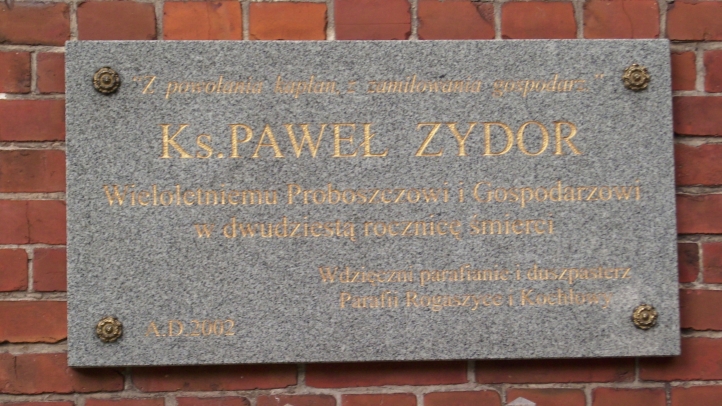 "Z powołania kapłan, z zamiłowania gospodarz."
Ks. PAWEŁ ZYDOR
Wieloletniemu Proboszczowi i Gospodarzowi
w dwudziestą rocznicę śmierci
Wdzięczni parafianie i duszpasterz
Parafii Rogaszyce i Kochłowy
A.D. 2002